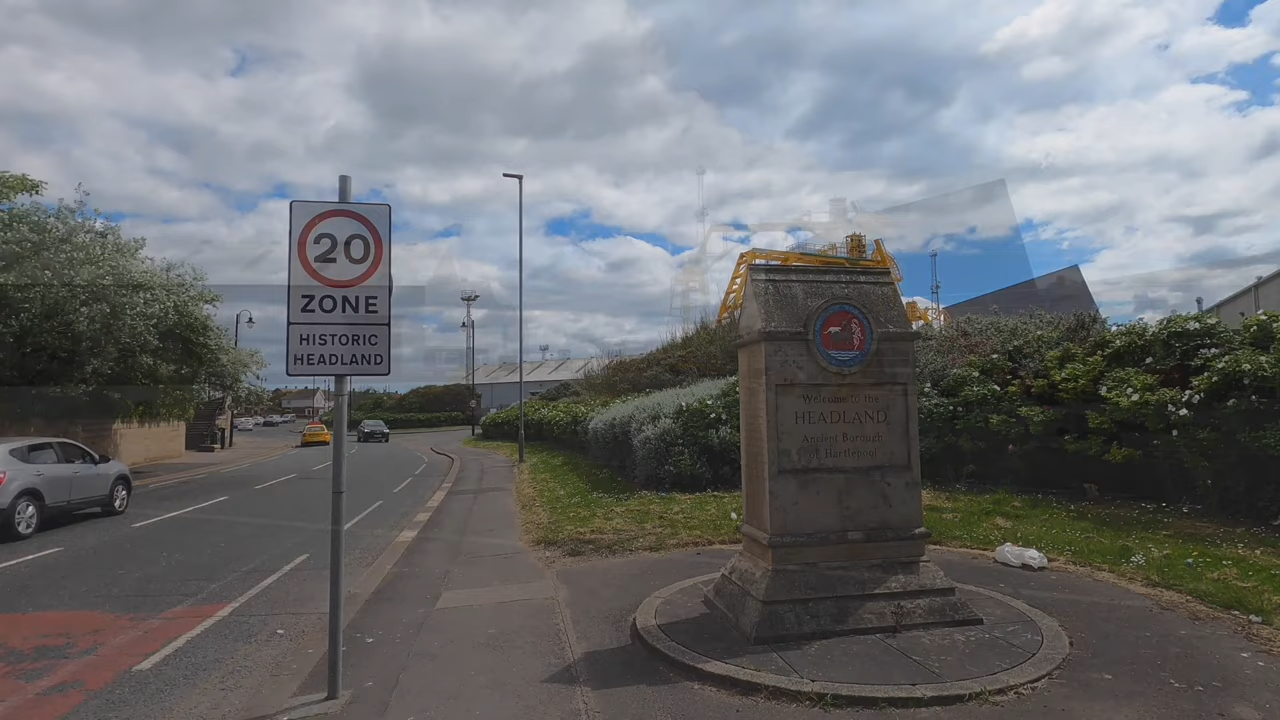 20
ZONE
HISTORIC
HEADLAND
Welcome to the
HEADLAND
Ancient Borough
of Hartlepool